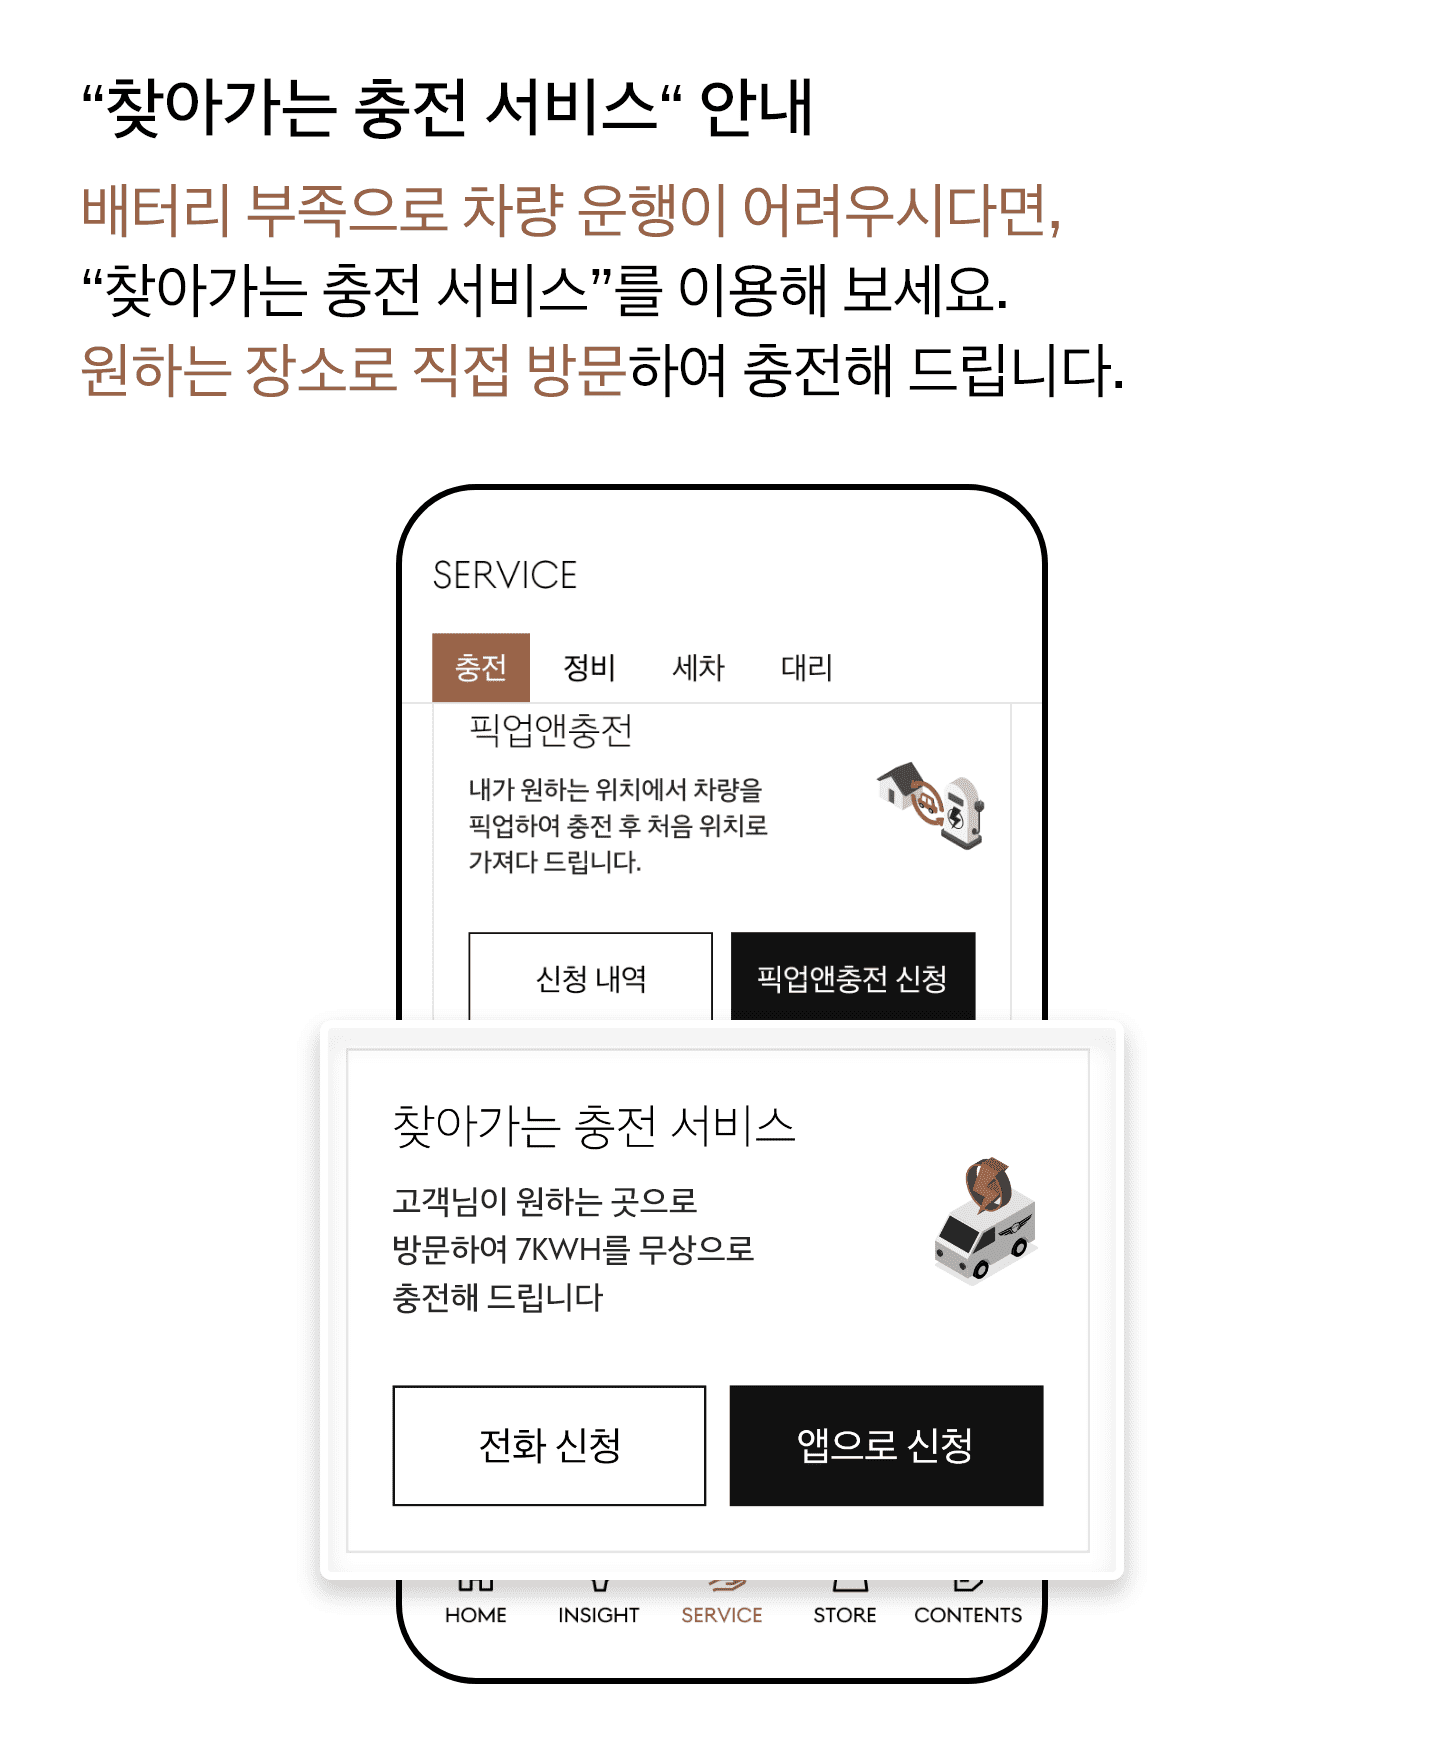 “찾아가는 충전 서비스“ 안내
배터리 부족으로 차량 운행이 어려우시다면,
“찾아가는 충전 서비스”를 이용해 보세요.
원하는 장소로 직접 방문하여 충전해 드립니다.
SERVICE
충전 정비 세차 대리
픽업앤충전
내가 원하는 위치에서 차량을
픽업하여 충전 후 처음 위치로
가져다 드립니다.
신청 내역 픽업앤충전 신청
찾아가는 충전 서비스
고객님이 원하는 곳으로
방문하여 7KWH를 무상으로
충전해 드립니다
전화 신청 앱으로 신청
HOME INSIGHT SERVICE STORE CONTENTS